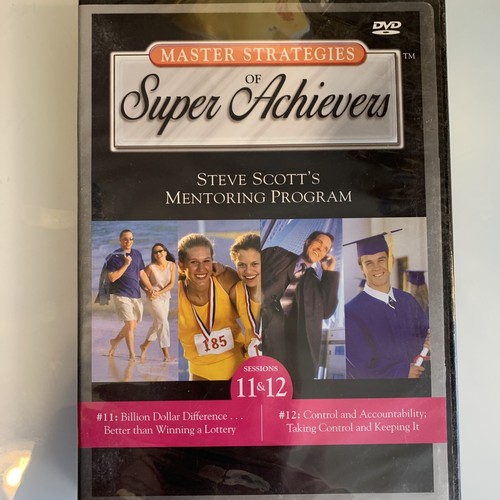 DVD
MASTER STRATEGIES
™
OF
Super Achievers
STEVE SCOTT'S
MENTORING PROGRAM
185
SESSIONS
11 & 12
#11: Billion Dollar Difference . . .
Better than Winning a Lottery
#12: Control and Accountability;
Taking Control and Keeping It